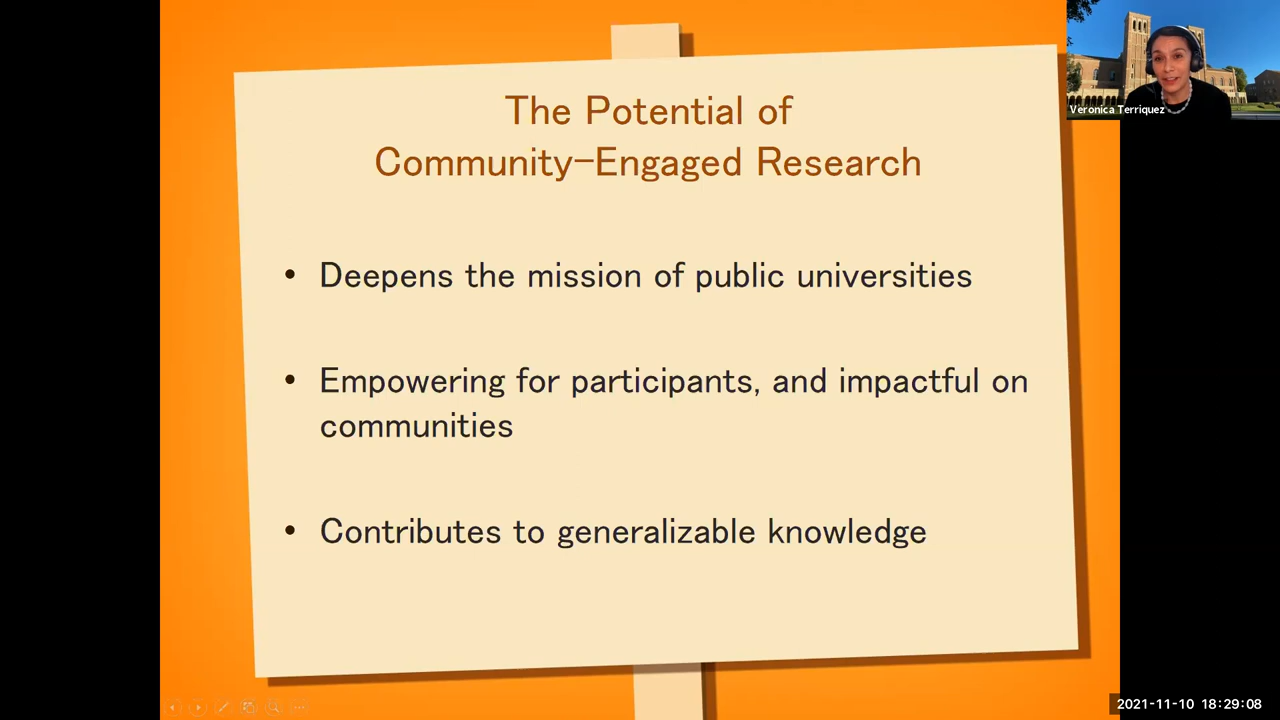 The Potential of
Community-Engaged Research
• Deepens the mission of public universities
• Empowering for participants, and impactful on
communities
• Contributes to generalizable knowledge
Veronica Terriquez
2021-11-10 18:29:08